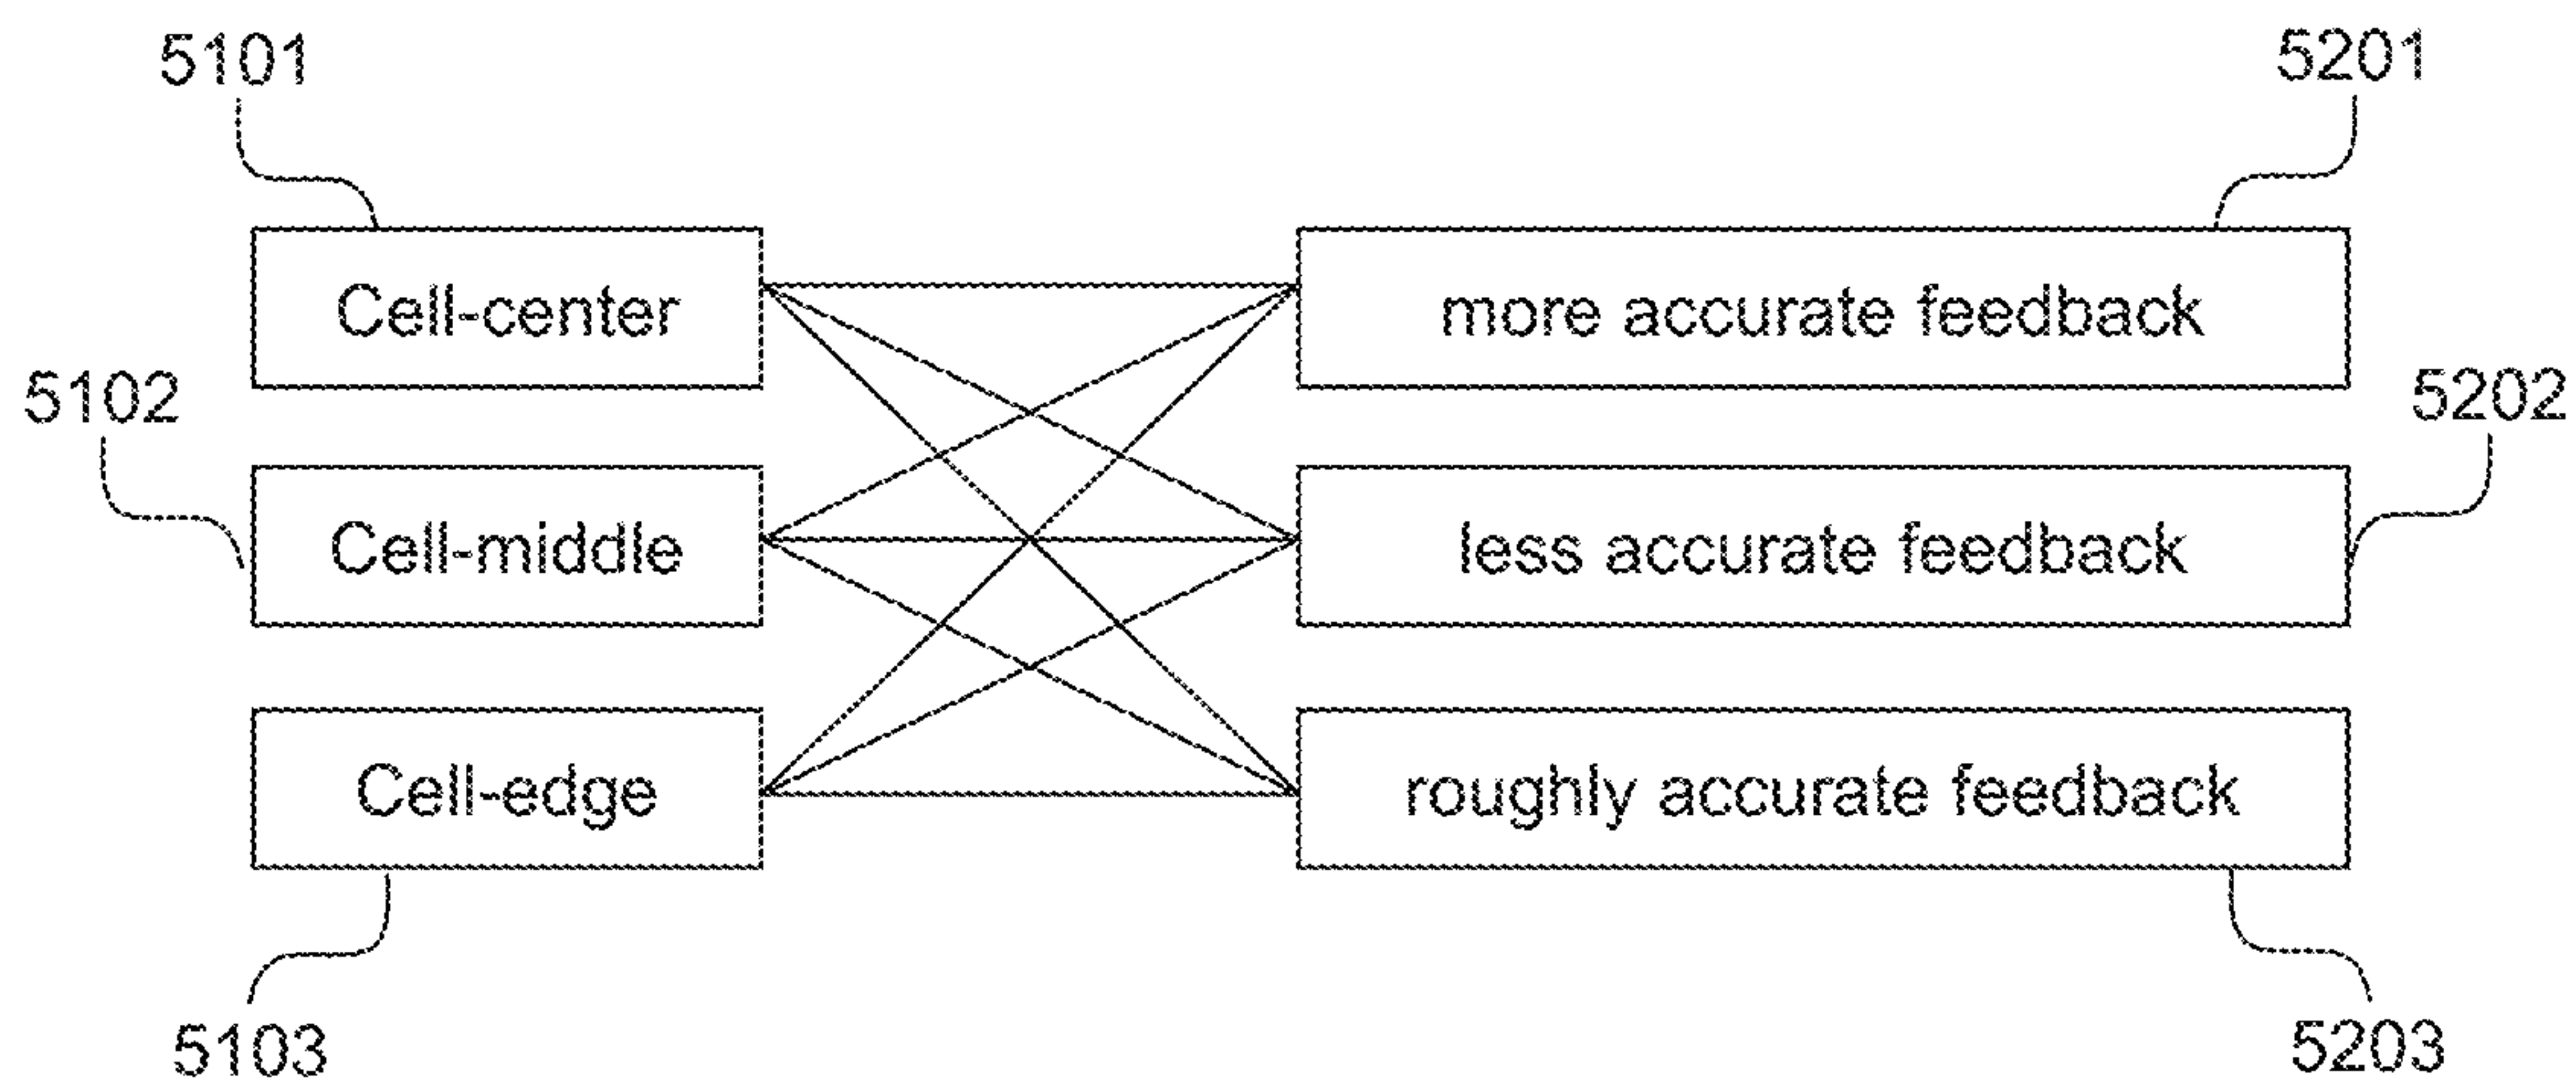 5101
5201
Cell-center
more accurate feedback
5102
5202
Cell-middle
less accurate feedback
Cell-edge
roughly accurate feedback
5103
5203